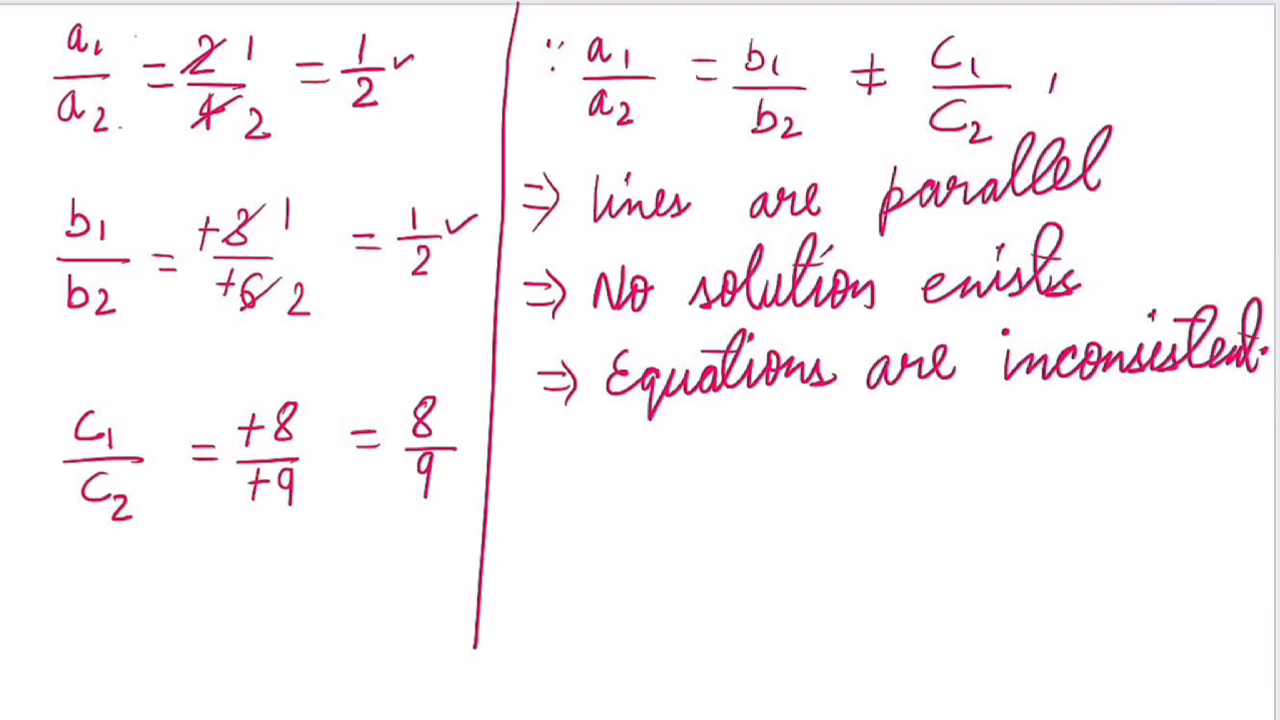 a₁/a₂ = 2̸ 1/4̸ 2 = 1/2 ✓
b₁/b₂ = +3̸ 1/+6̸ 2 = 1/2 ✓
c₁/c₂ = +8/+9 = 8/9
∵ a₁/a₂ = b₁/b₂ ≠ c₁/c₂ ,
⇒ lines are parallel
⇒ No solution exists
⇒ Equations are inconsistent.